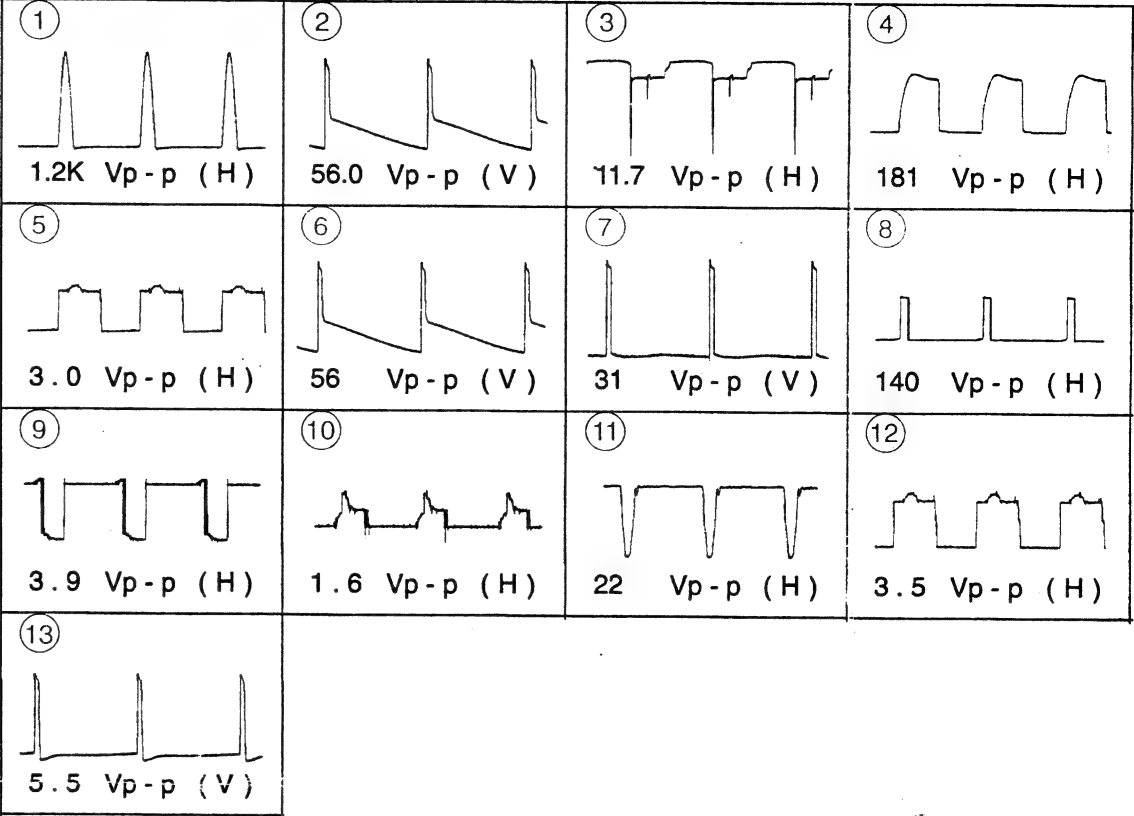 1
1.2K Vp-p (H)
2
56.0 Vp-p (V)
3
11.7 Vp-p (H)
4
181 Vp-p (H)
5
3.0 Vp-p (H)
6
56 Vp-p (V)
7
31 Vp-p (V)
8
140 Vp-p (H)
9
3.9 Vp-p (H)
10
1.6 Vp-p (H)
11
22 Vp-p (H)
12
3.5 Vp-p (H)
13
5.5 Vp-p (V)